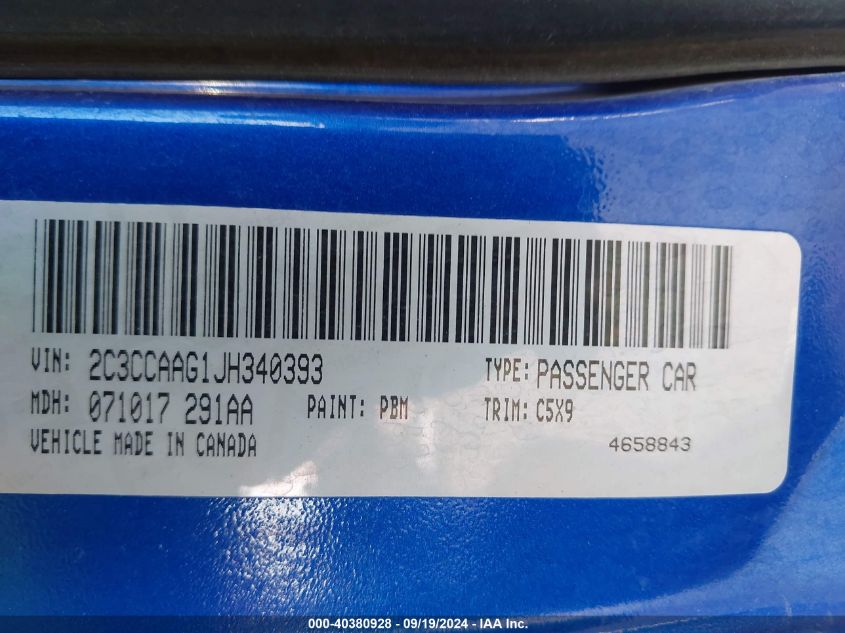 VIN: 2C3CCAAG1JH340393 TYPE: PASSENGER CAR
MDH: 071017 291AA PAINT: PBM TRIM: C5X9
VEHICLE MADE IN CANADA 4658843
000-40380928 - 09/19/2024 - IAA Inc.